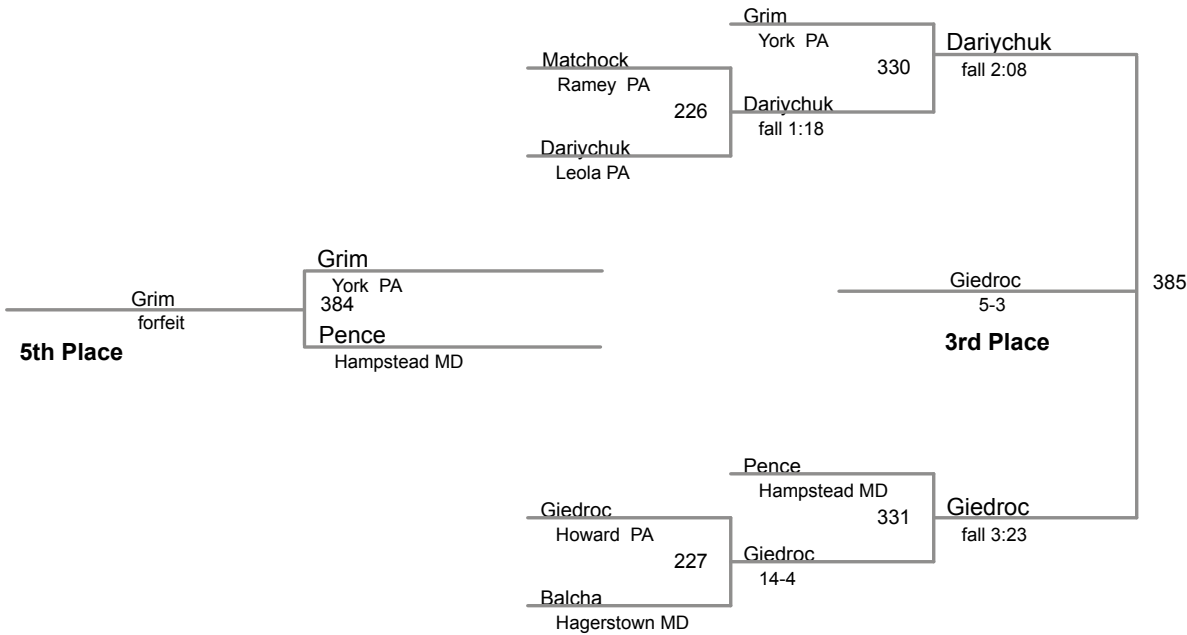 Grim
York PA
330
Dariychuk
fall 2:08
Matchock
Ramey PA
226
Dariychuk
fall 1:18
Dariychuk
Leola PA
Grim
York PA
384
Grim
forfeit
5th Place
Pence
Hampstead MD
Giedroc
5-3
3rd Place
385
Pence
Hampstead MD
331
Giedroc
fall 3:23
Giedroc
Howard PA
227
Giedroc
14-4
Balcha
Hagerstown MD